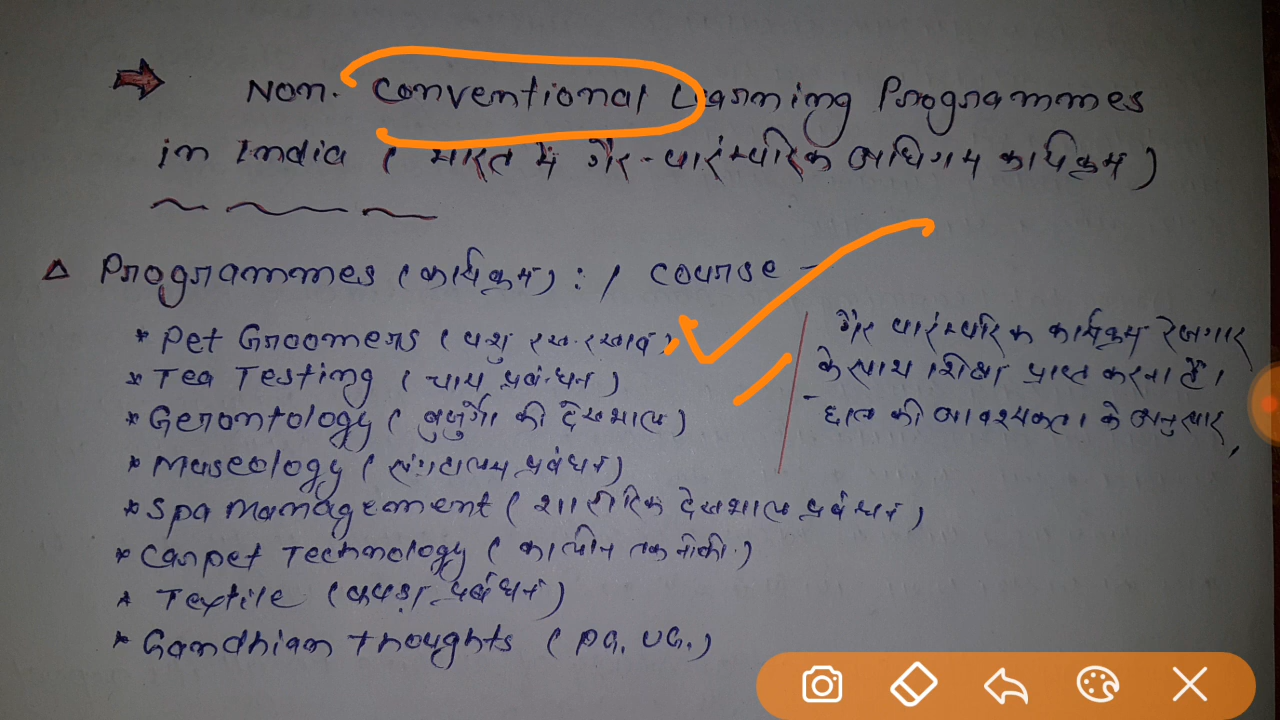 Non. Conventional Learning Programmes
in India ( भारत में गैर-पारंम्परिक अधिगम कार्यक्रम )
Programmes (कार्यक्रम) : / Course -
* Pet Groomers ( पशु रख-रखाव )
* Tea Testing ( चाय प्रबंधन )
* Gerontology ( बुजुर्गो की देखभाल )
* Museology ( संग्रहालय प्रबंधन )
* Spa Management ( शारीरिक देखभाल प्रबंधन )
* Carpet Technology ( कालीन तकनीकी )
* Textile ( कपड़ा प्रबंधन )
* Gandhian thoughts ( PG. UG. )
गैर पारंम्परिक कार्यक्रम रोजगार
के साथ शिक्षा प्राप्त करना है।
- छात्र की आवश्यकता के अनुसार,